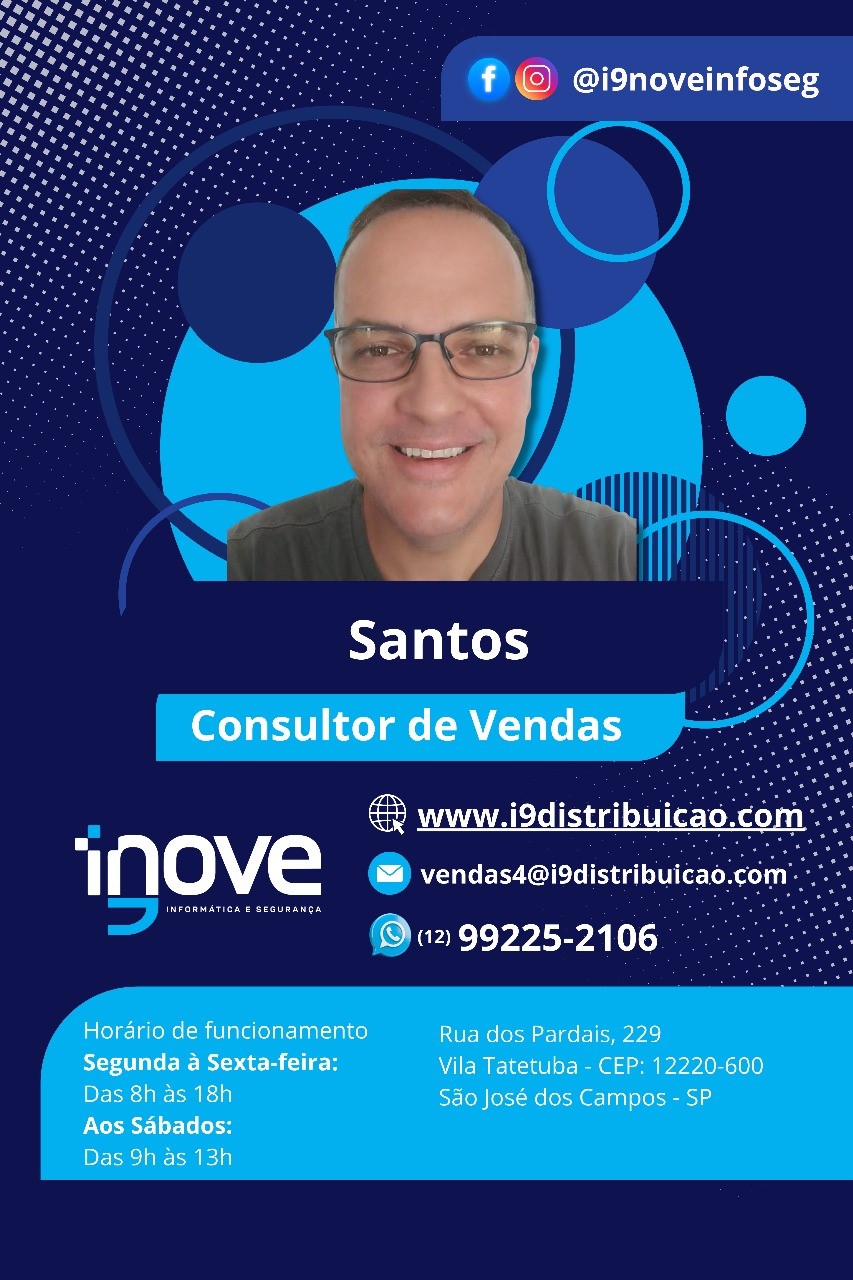 @i9noveinfoseg
Santos
Consultor de Vendas
www.i9distribuicao.com
vendas4@i9distribuicao.com
(12) 99225-2106
i9nove
INFORMÁTICA E SEGURANÇA
Horário de funcionamento
Segunda à Sexta-feira:
Das 8h às 18h
Aos Sábados:
Das 9h às 13h
Rua dos Pardais, 229
Vila Tatetuba - CEP: 12220-600
São José dos Campos - SP